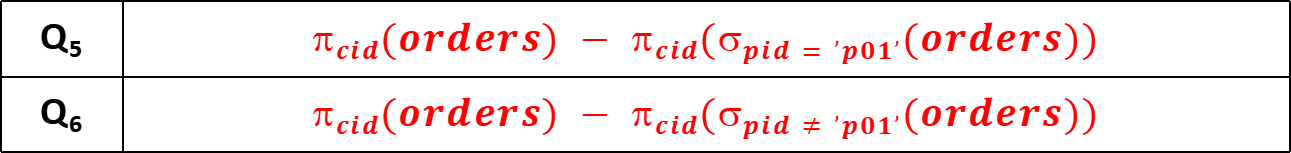 Q₅ π_cid(orders) − π_cid(σ_pid = 'p01'(orders))
Q₆ π_cid(orders) − π_cid(σ_pid ≠ 'p01'(orders))